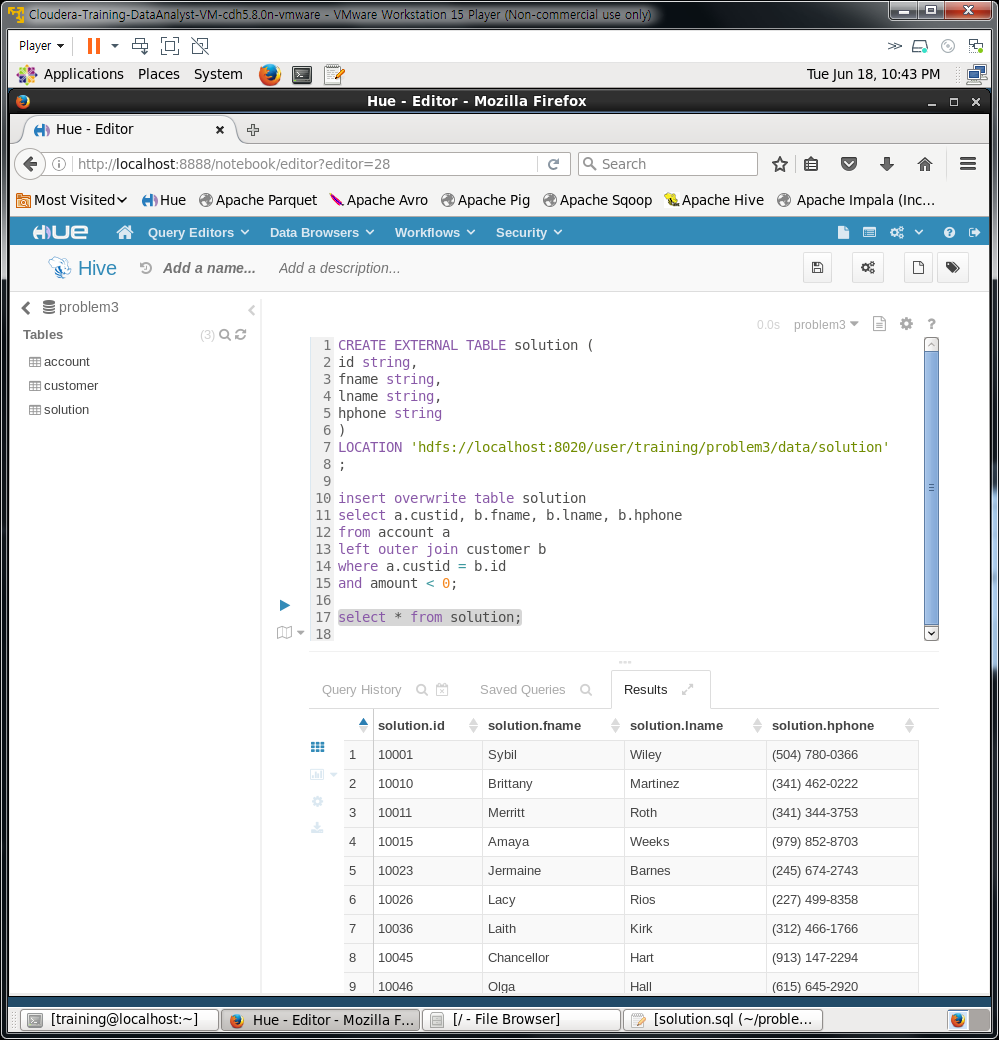 Cloudera-Training-DataAnalyst-VM-cdh5.8.0n-vmware - VMware Workstation 15 Player (Non-commercial use only)
Player
Applications Places System Tue Jun 18, 10:43 PM
Hue - Editor - Mozilla Firefox
Hue - Editor
http://localhost:8888/notebook/editor?editor=28 Search
Most Visited Hue Apache Parquet Apache Avro Apache Pig Apache Sqoop Apache Hive Apache Impala (Inc...
HUE Query Editors Data Browsers Workflows Security
Hive Add a name... Add a description...
problem3
Tables (3)
account
customer
solution
0.0s problem3 ?
1 CREATE EXTERNAL TABLE solution (
2 id string,
3 fname string,
4 lname string,
5 hphone string
6 )
7 LOCATION 'hdfs://localhost:8020/user/training/problem3/data/solution'
8 ;
9
10 insert overwrite table solution
11 select a.custid, b.fname, b.lname, b.hphone
12 from account a
13 left outer join customer b
14 where a.custid = b.id
15 and amount < 0;
16
17 select * from solution;
18
Query History Saved Queries Results
solution.id solution.fname solution.lname solution.hphone
1 10001 Sybil Wiley (504) 780-0366
2 10010 Brittany Martinez (341) 462-0222
3 10011 Merritt Roth (341) 344-3753
4 10015 Amaya Weeks (979) 852-8703
5 10023 Jermaine Barnes (245) 674-2743
6 10026 Lacy Rios (227) 499-8358
7 10036 Laith Kirk (312) 466-1766
8 10045 Chancellor Hart (913) 147-2294
9 10046 Olga Hall (615) 645-2920
[training@localhost:~] Hue - Editor - Mozilla F... [/ - File Browser] [solution.sql (~/proble...